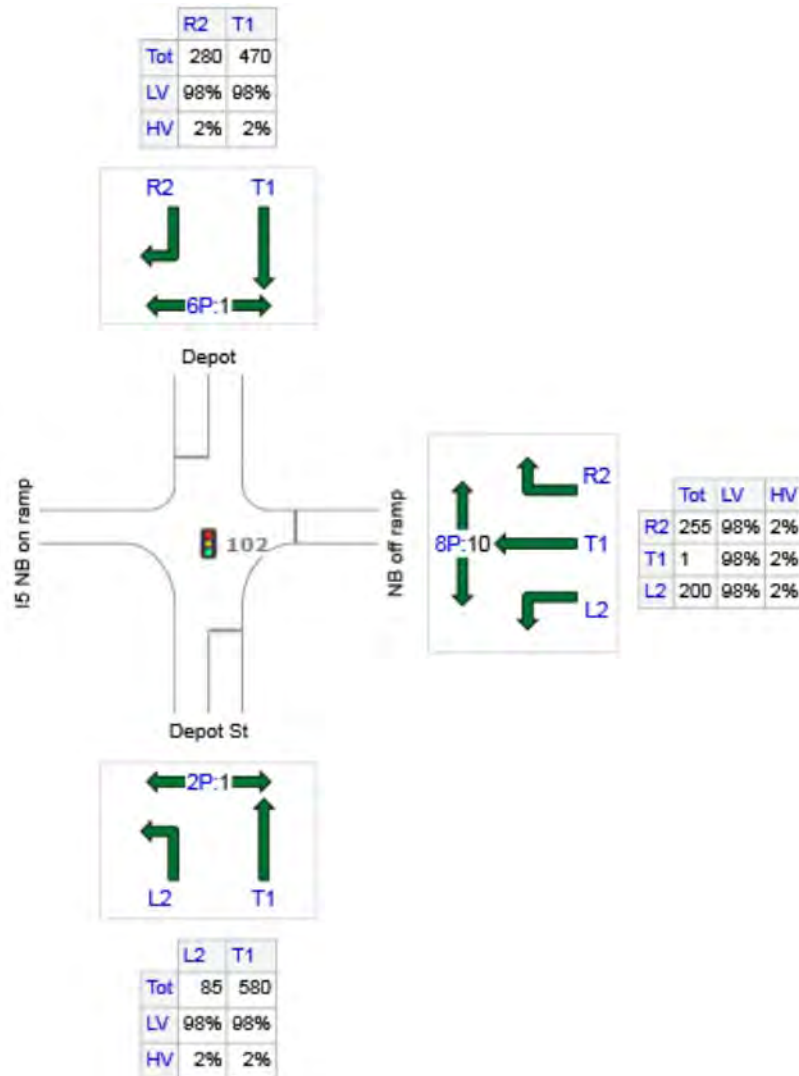 R2 T1
Tot 280 470
LV 98% 98%
HV 2% 2%
R2 T1
6P:1
Depot
I5 NB on ramp
102
NB off ramp
R2
8P:10 T1
L2
Tot LV HV
R2 255 98% 2%
T1 1 98% 2%
L2 200 98% 2%
Depot St
2P:1
L2 T1
L2 T1
Tot 85 580
LV 98% 98%
HV 2% 2%